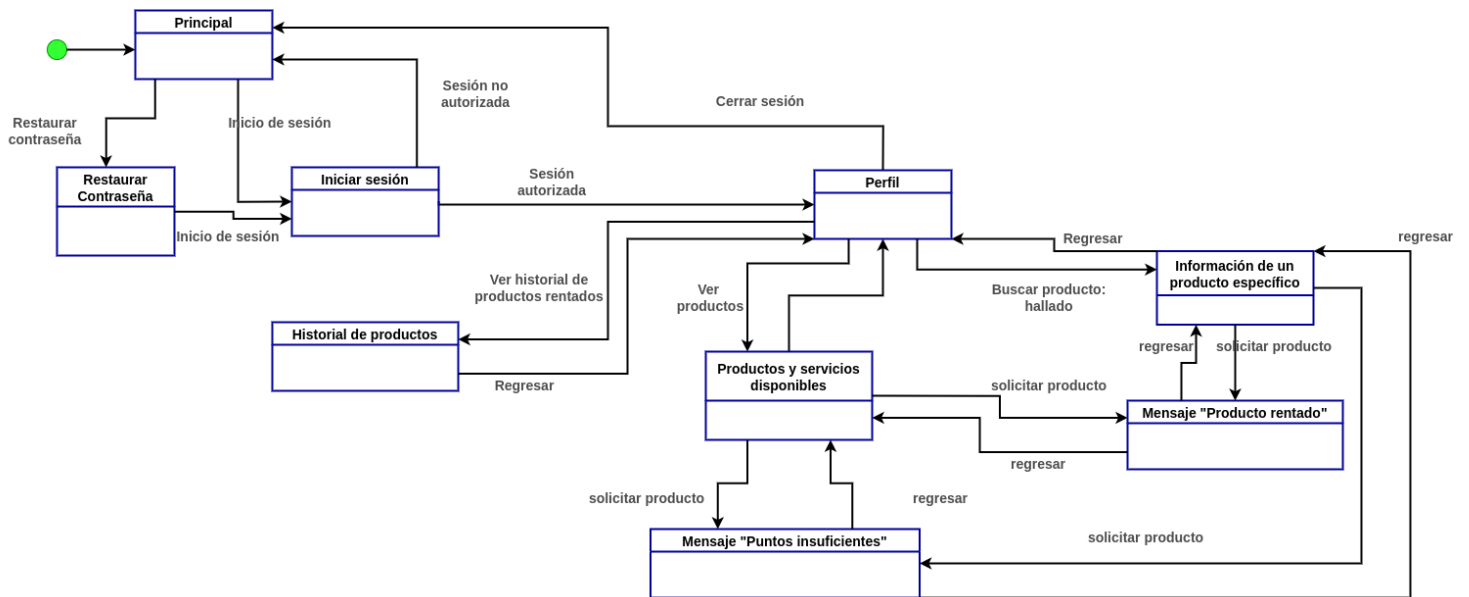 Principal
Sesión no
autorizada
Cerrar sesión
Restaurar
contraseña
Inicio de sesión
Restaurar
Contraseña
Iniciar sesión
Sesión
autorizada
Perfil
Inicio de sesión
Regresar
regresar
Información de un
producto específico
Ver historial de
productos rentados
Ver
productos
Buscar producto:
hallado
Historial de productos
regresar
solicitar producto
Productos y servicios
disponibles
Regresar
solicitar producto
Mensaje "Producto rentado"
regresar
solicitar producto
regresar
Mensaje "Puntos insuficientes"
solicitar producto